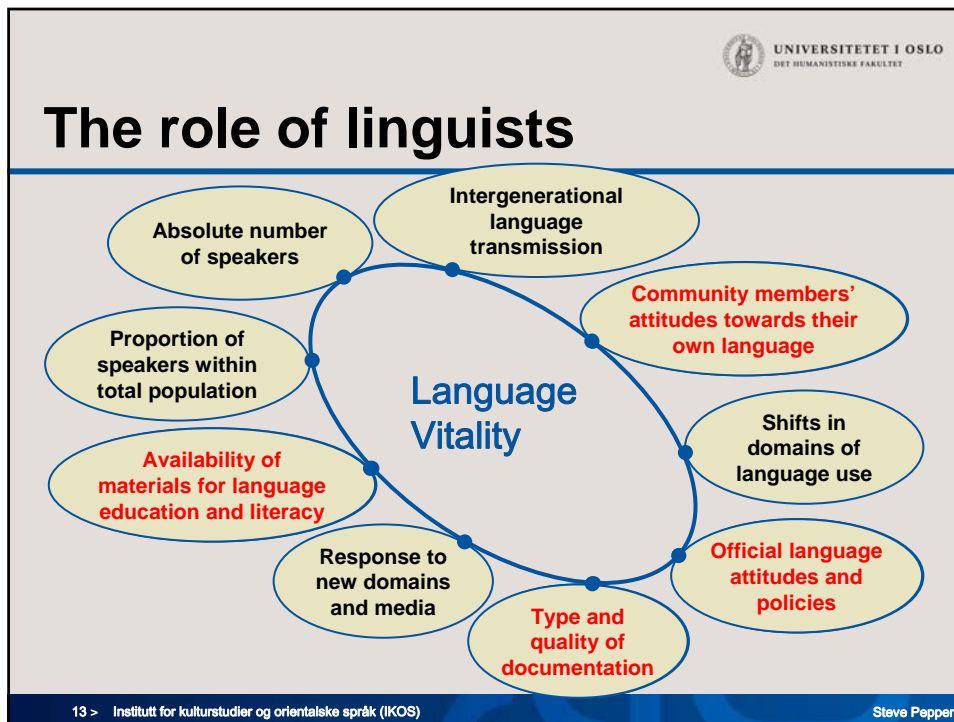 UNIVERSITETET I OSLO
DET HUMANISTISKE FAKULTET
The role of linguists
Intergenerational
language
transmission
Absolute number
of speakers
Community members’
attitudes towards their
own language
Proportion of
speakers within
total population
Language
Vitality
Shifts in
domains of
language use
Availability of
materials for language
education and literacy
Official language
attitudes and
policies
Response to
new domains
and media
Type and
quality of
documentation
13 > Institutt for kulturstudier og orientalske språk (IKOS)
Steve Pepper